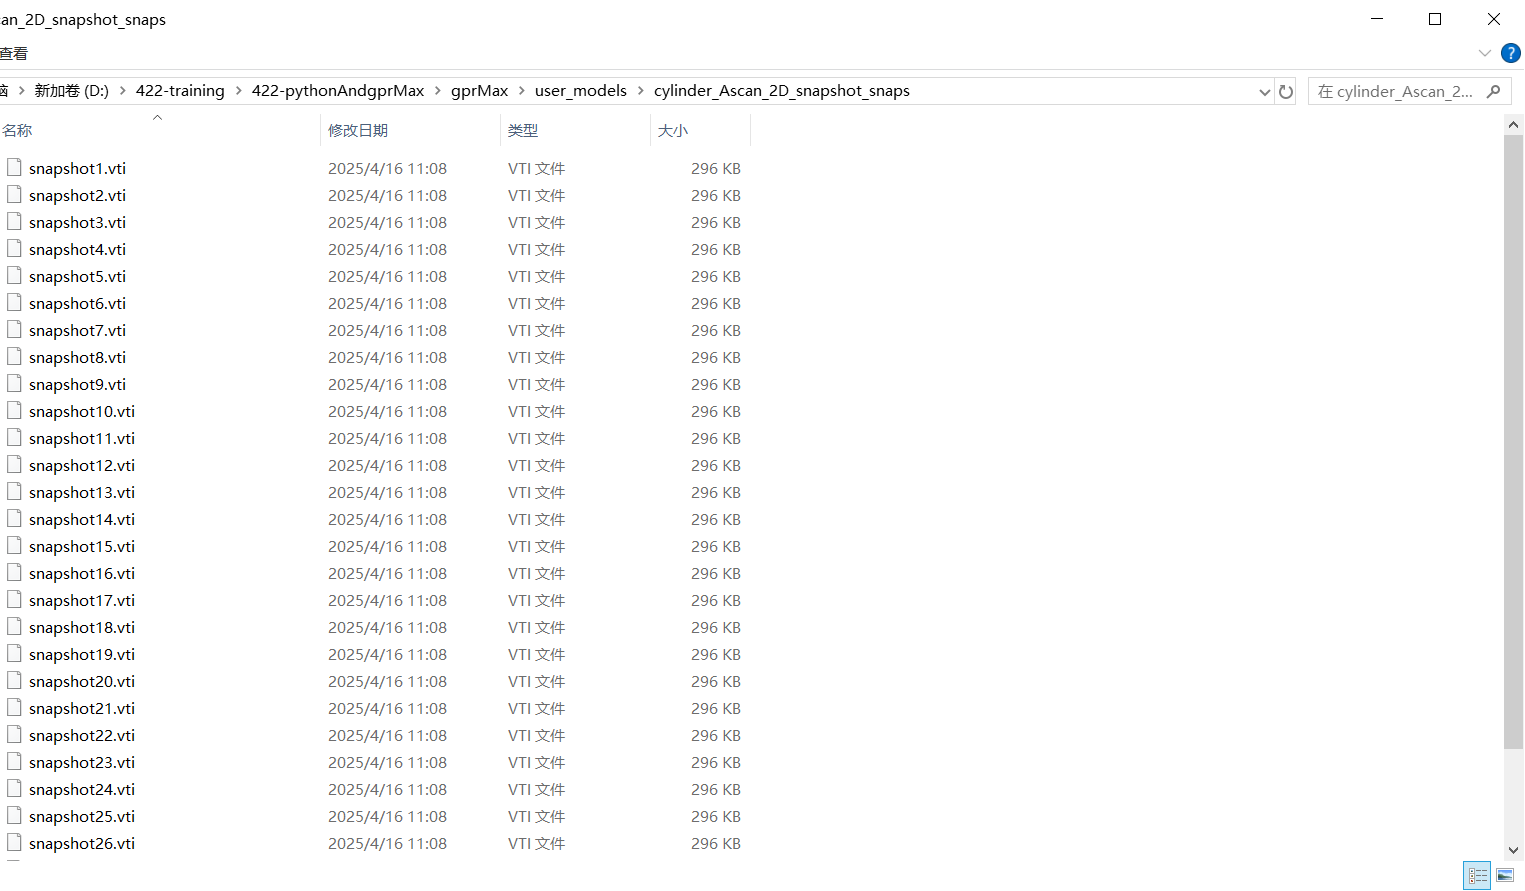 an_2D_snapshot_snaps
查看
新加卷 (D:) 422-training 422-pythonAndgprMax gprMax user_models cylinder_Ascan_2D_snapshot_snaps 在 cylinder_Ascan_2...
名称 修改日期 类型 大小
snapshot1.vti 2025/4/16 11:08 VTI 文件 296 KB
snapshot2.vti 2025/4/16 11:08 VTI 文件 296 KB
snapshot3.vti 2025/4/16 11:08 VTI 文件 296 KB
snapshot4.vti 2025/4/16 11:08 VTI 文件 296 KB
snapshot5.vti 2025/4/16 11:08 VTI 文件 296 KB
snapshot6.vti 2025/4/16 11:08 VTI 文件 296 KB
snapshot7.vti 2025/4/16 11:08 VTI 文件 296 KB
snapshot8.vti 2025/4/16 11:08 VTI 文件 296 KB
snapshot9.vti 2025/4/16 11:08 VTI 文件 296 KB
snapshot10.vti 2025/4/16 11:08 VTI 文件 296 KB
snapshot11.vti 2025/4/16 11:08 VTI 文件 296 KB
snapshot12.vti 2025/4/16 11:08 VTI 文件 296 KB
snapshot13.vti 2025/4/16 11:08 VTI 文件 296 KB
snapshot14.vti 2025/4/16 11:08 VTI 文件 296 KB
snapshot15.vti 2025/4/16 11:08 VTI 文件 296 KB
snapshot16.vti 2025/4/16 11:08 VTI 文件 296 KB
snapshot17.vti 2025/4/16 11:08 VTI 文件 296 KB
snapshot18.vti 2025/4/16 11:08 VTI 文件 296 KB
snapshot19.vti 2025/4/16 11:08 VTI 文件 296 KB
snapshot20.vti 2025/4/16 11:08 VTI 文件 296 KB
snapshot21.vti 2025/4/16 11:08 VTI 文件 296 KB
snapshot22.vti 2025/4/16 11:08 VTI 文件 296 KB
snapshot23.vti 2025/4/16 11:08 VTI 文件 296 KB
snapshot24.vti 2025/4/16 11:08 VTI 文件 296 KB
snapshot25.vti 2025/4/16 11:08 VTI 文件 296 KB
snapshot26.vti 2025/4/16 11:08 VTI 文件 296 KB